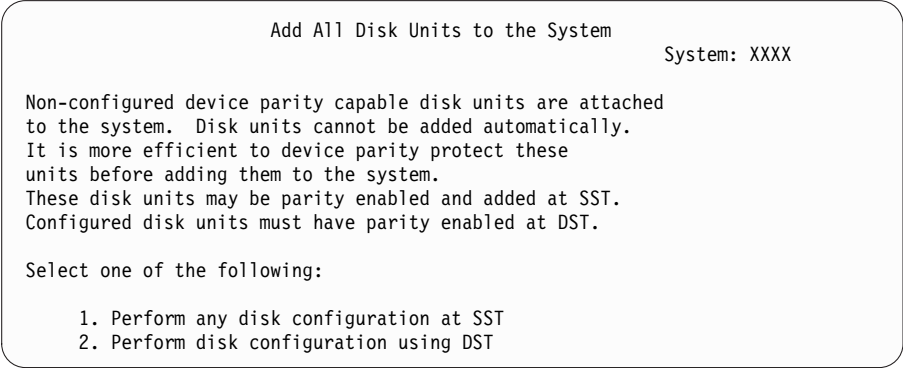 Add All Disk Units to the System
System: XXXX
Non-configured device parity capable disk units are attached
to the system. Disk units cannot be added automatically.
It is more efficient to device parity protect these
units before adding them to the system.
These disk units may be parity enabled and added at SST.
Configured disk units must have parity enabled at DST.
Select one of the following:
1. Perform any disk configuration at SST
2. Perform disk configuration using DST